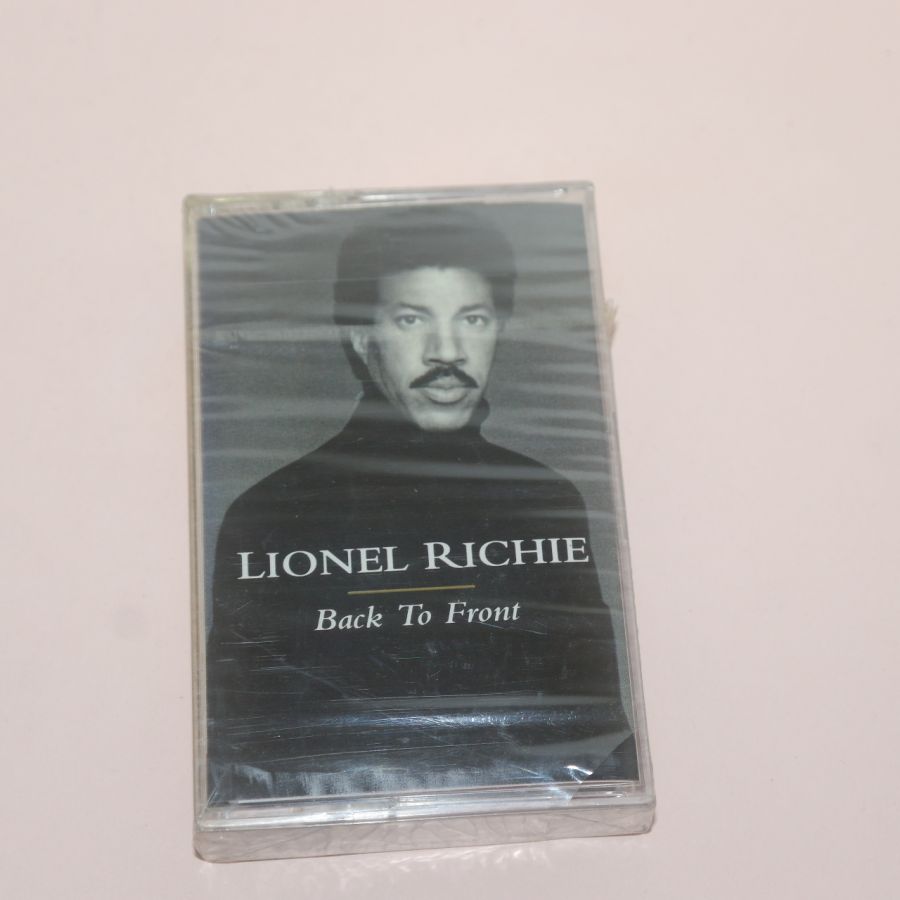 LIONEL RICHIE
Back To Front